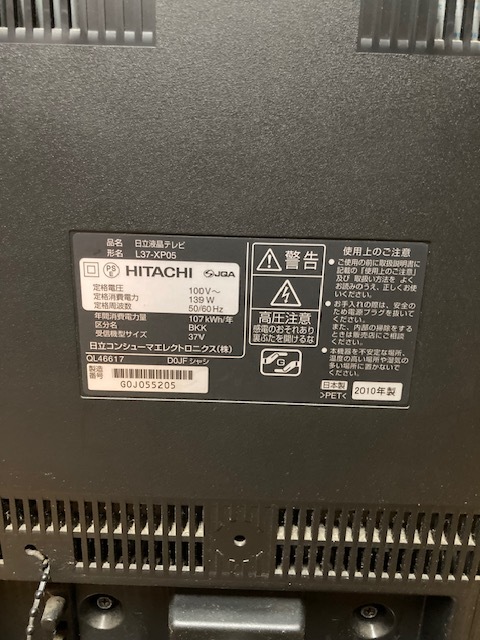 品名 日立液晶テレビ
形名 L37-XP05
PS E HITACHI JQA
定格電圧 100V～
定格消費電力 139 W
定格周波数 50/60Hz
年間消費電力量 107 kWh/年
区分名 BKK
受信機型サイズ 37V
日立コンシューマエレクトロニクス(株)
QL46617 D0JFシャシ
製造番号 G0J055205
警告
高圧注意
感電のおそれあり
裏ぶたを開けるな
使用上のご注意
●ご使用の前に取扱説明書に
記載の「使用上のご注意」
及び 取扱い方法を よく
お読みのうえ、正しくお使い
ください。
●お手入れの際は、安全の
ため電源プラグを抜いて
ください。
また、内部の掃除をする
ときは販売店にご相談
ください。
●本機器を不安定な場所、
温度の高い場所や湿気の
多い場所に置かないで
ください。
日本製 2010年製
>PET<